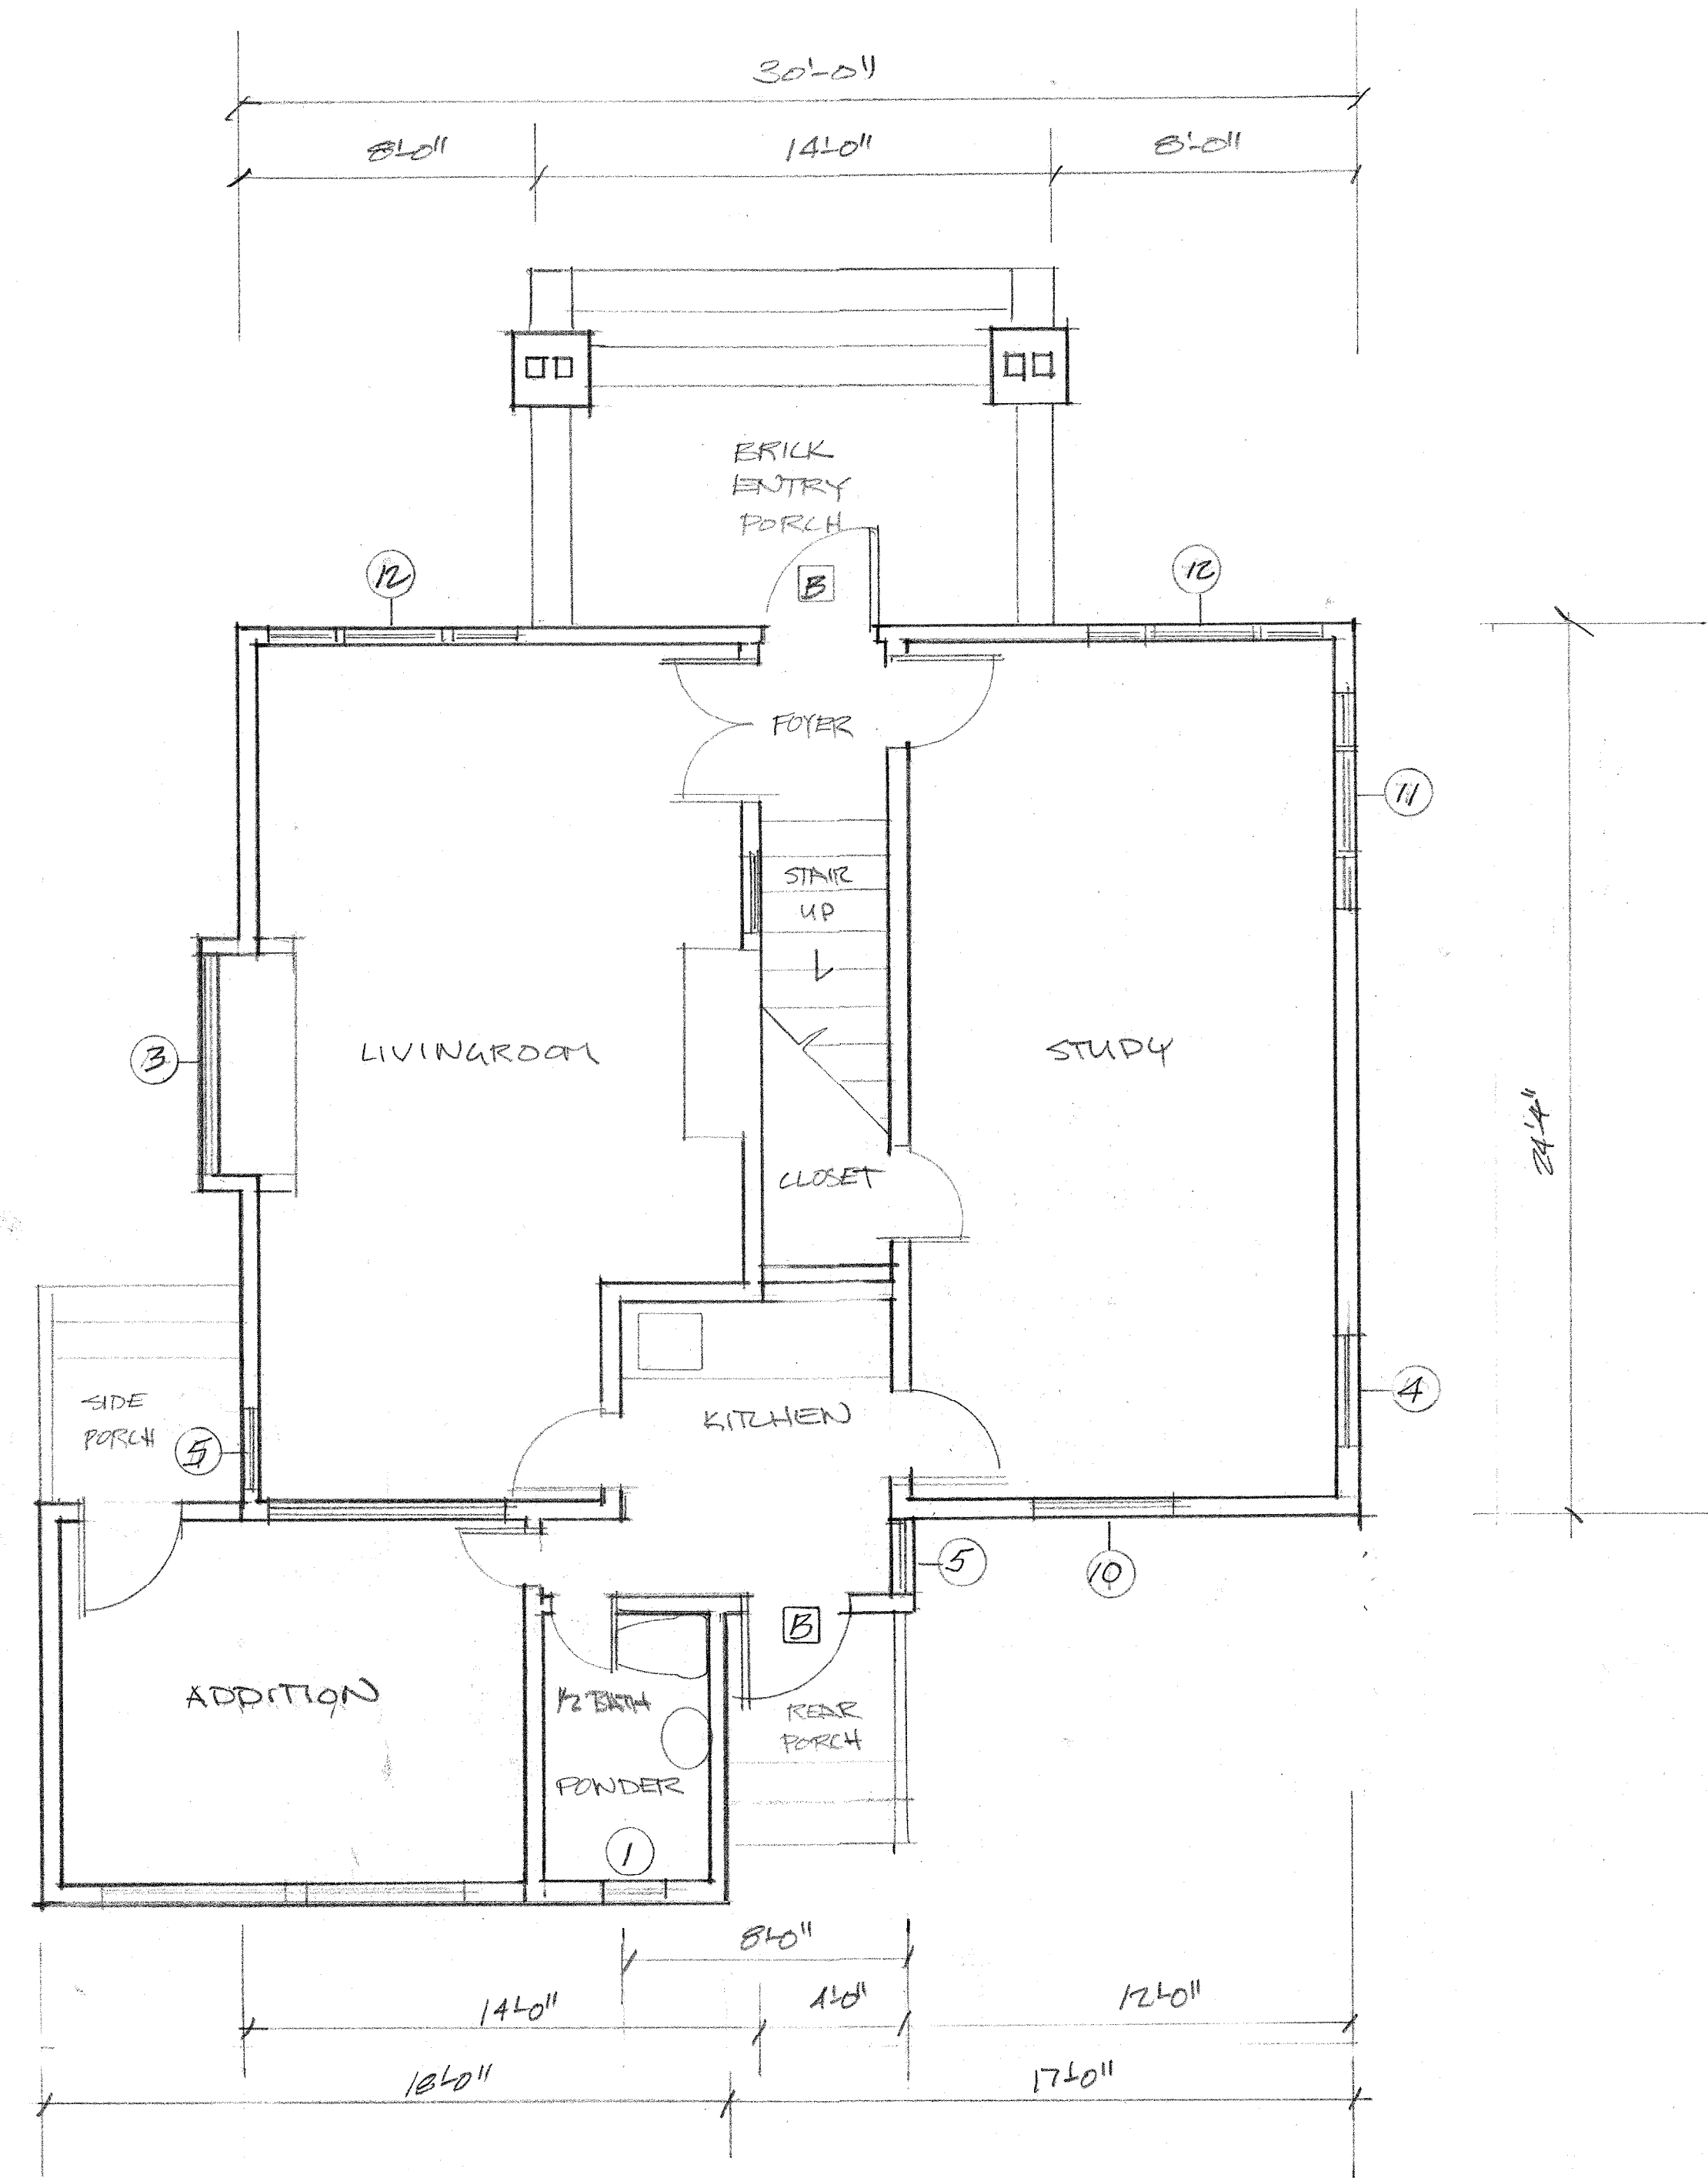 30'-0"
8'-0"
14'-0"
8'-0"
BRICK
ENTRY
PORCH
12
B
12
FOYER
11
STAIR
UP
3
LIVINGROOM
STUDY
24'-4"
CLOSET
SIDE
PORCH
5
KITCHEN
4
5
10
B
ADDITION
1/2 BATH
REAR
PORCH
POWDER
1
8'-0"
14'-0"
4'-0"
12'-0"
18'-0"
17'-0"